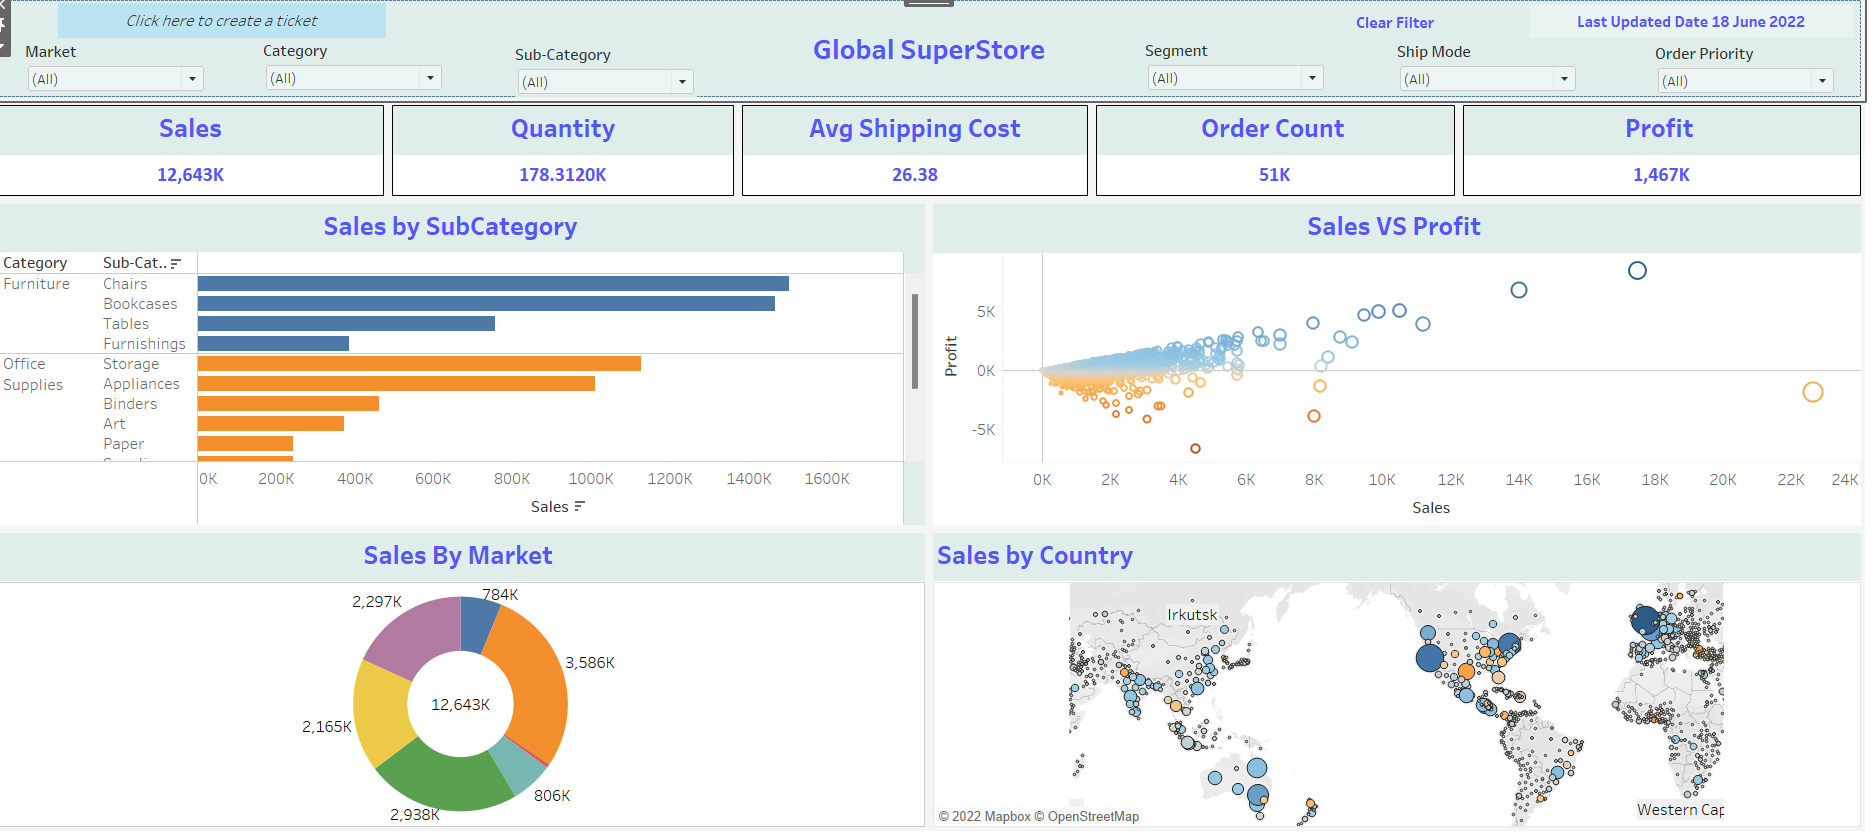 Click here to create a ticket
Clear Filter
Last Updated Date 18 June 2022
Global SuperStore
Market
(All)
Category
(All)
Sub-Category
(All)
Segment
(All)
Ship Mode
(All)
Order Priority
(All)
Sales
12,643K
Quantity
178.3120K
Avg Shipping Cost
26.38
Order Count
51K
Profit
1,467K
Sales by SubCategory
Category Sub-Cat..
Furniture Chairs
Bookcases
Tables
Furnishings
Office Storage
Supplies Appliances
Binders
Art
Paper
0K 200K 400K 600K 800K 1000K 1200K 1400K 1600K
Sales
Sales VS Profit
Profit
5K
0K
-5K
0K 2K 4K 6K 8K 10K 12K 14K 16K 18K 20K 22K 24K
Sales
Sales By Market
784K
2,297K
3,586K
12,643K
2,165K
806K
2,938K
Sales by Country
Irkutsk
Western Cap
© 2022 Mapbox © OpenStreetMap